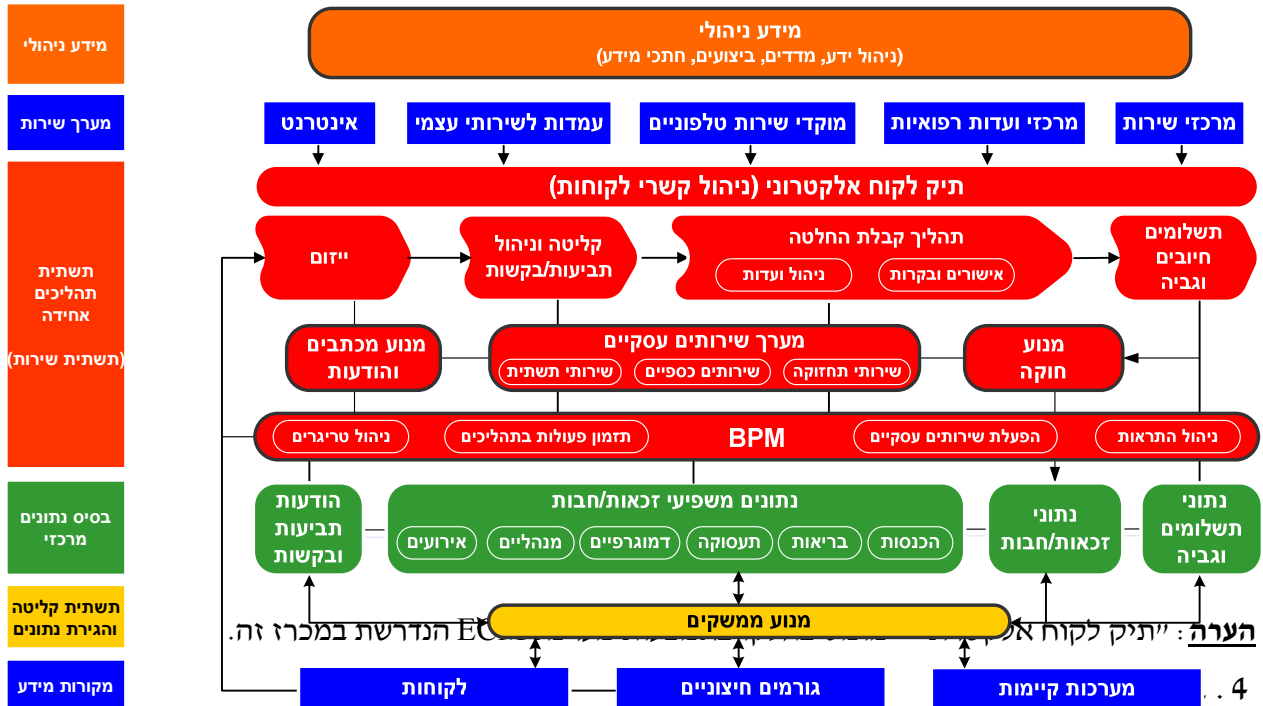 מידע ניהולי
מידע ניהולי
(ניהול ידע, מדדים, ביצועים, חתכי מידע)
מערך שירות
מרכזי שירות
מרכזי ועדות רפואיות
מוקדי שירות טלפוניים
עמדות לשירותי עצמי
אינטרנט
תשתית
תהליכים
אחידה
(תשתית שירות)
תיק לקוח אלקטרוני (ניהול קשרי לקוחות)
ייזום
קליטה וניהול
תביעות/בקשות
תהליך קבלת החלטה
אישורים ובקרות
ניהול ועדות
תשלומים
חיובים
וגביה
מנוע
חוקה
מערך שירותים עסקיים
שירותי תחזוקה
שירותים כספיים
שירותי תשתית
מנוע מכתבים
והודעות
BPM
ניהול התראות
הפעלת שירותים עסקיים
תזמון פעולות בתהליכים
ניהול טריגרים
בסיס נתונים
מרכזי
נתוני
תשלומים
וגביה
נתוני
זכאות/חבות
נתונים משפיעי זכאות/חבות
הכנסות
בריאות
תעסוקה
דמוגרפיים
מנהליים
אירועים
הודעות
תביעות
ובקשות
תשתית קליטה
והגירת נתונים
מנוע ממשקים
הערה: "תיק לקוח הנדרשת במכרז זה.
מקורות מידע
מערכות קיימות
גורמים חיצוניים
לקוחות
4.